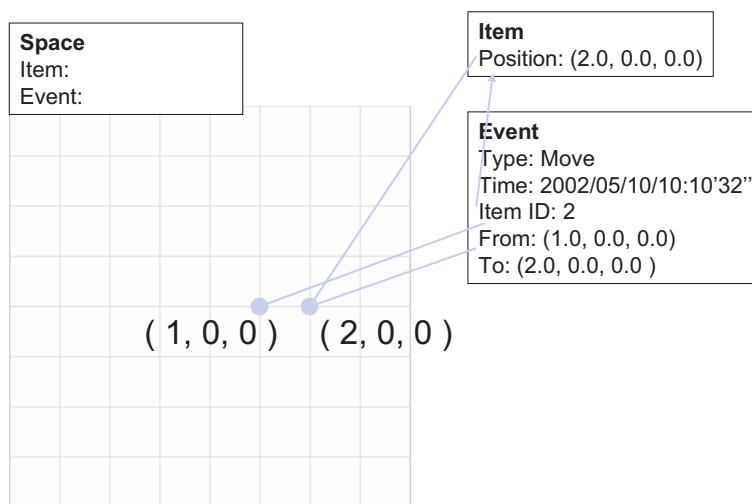 Space
Item:
Event:
Item
Position: (2.0, 0.0, 0.0)
Event
Type: Move
Time: 2002/05/10/10:10’32’’
Item ID: 2
From: (1.0, 0.0, 0.0)
To: (2.0, 0.0, 0.0 )
( 1, 0, 0 )
( 2, 0, 0 )